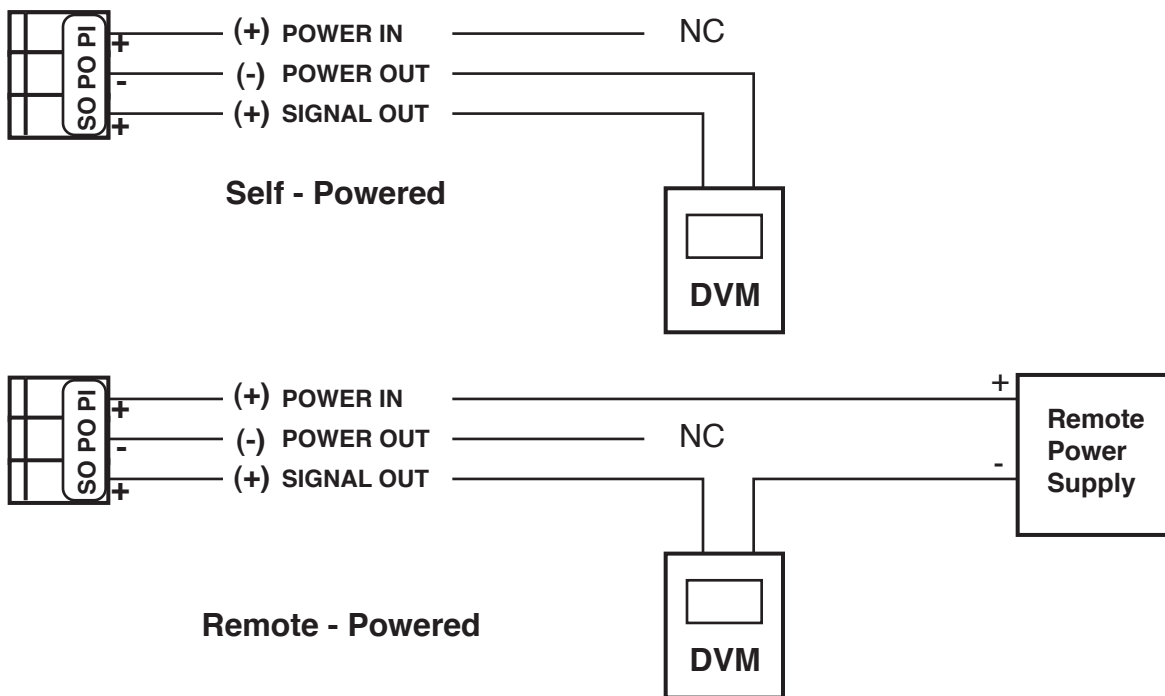 SO PO PI
+
-
+
(+) POWER IN NC
(-) POWER OUT
(+) SIGNAL OUT
Self - Powered
DVM
SO PO PI
+
-
+
(+) POWER IN
(-) POWER OUT NC
(+) SIGNAL OUT
+
-
Remote
Power
Supply
Remote - Powered
DVM